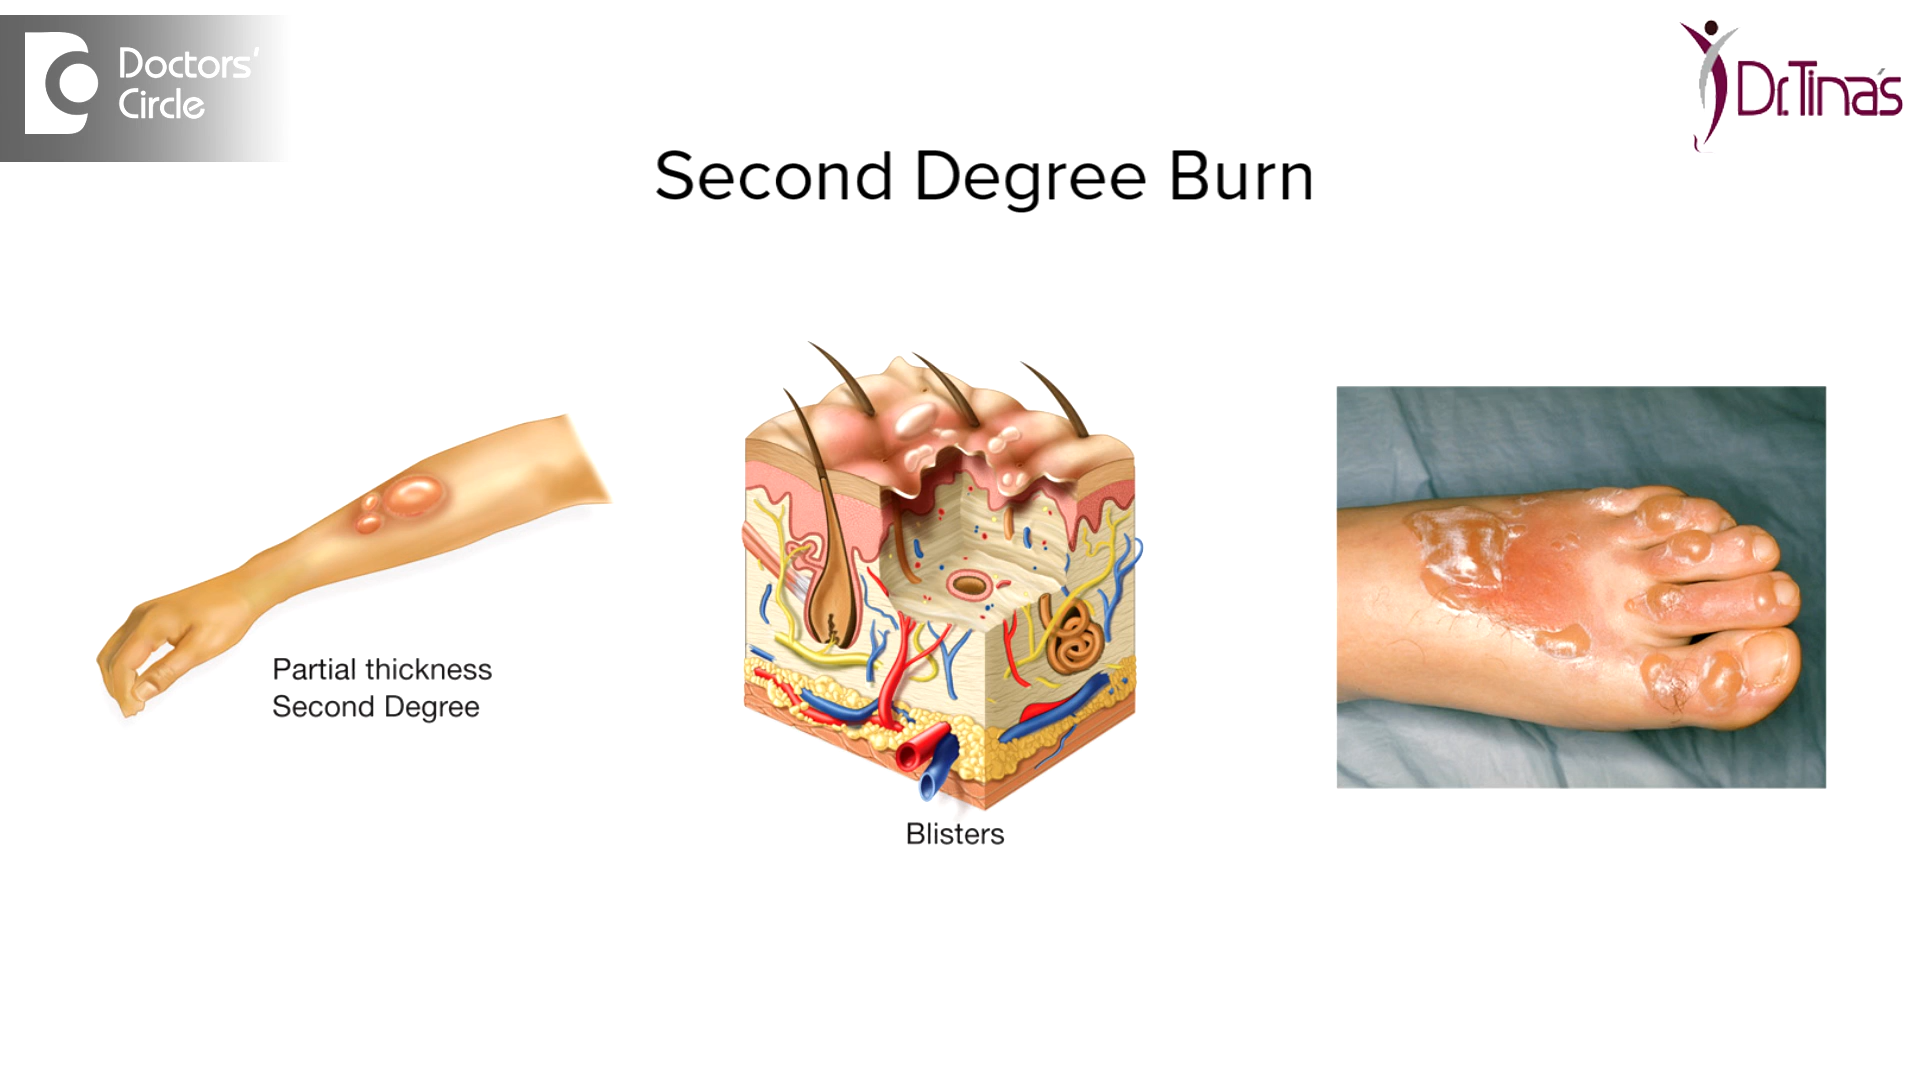 Doctors'
Circle
Dr.Tina's
Second Degree Burn
Partial thickness
Second Degree
Blisters